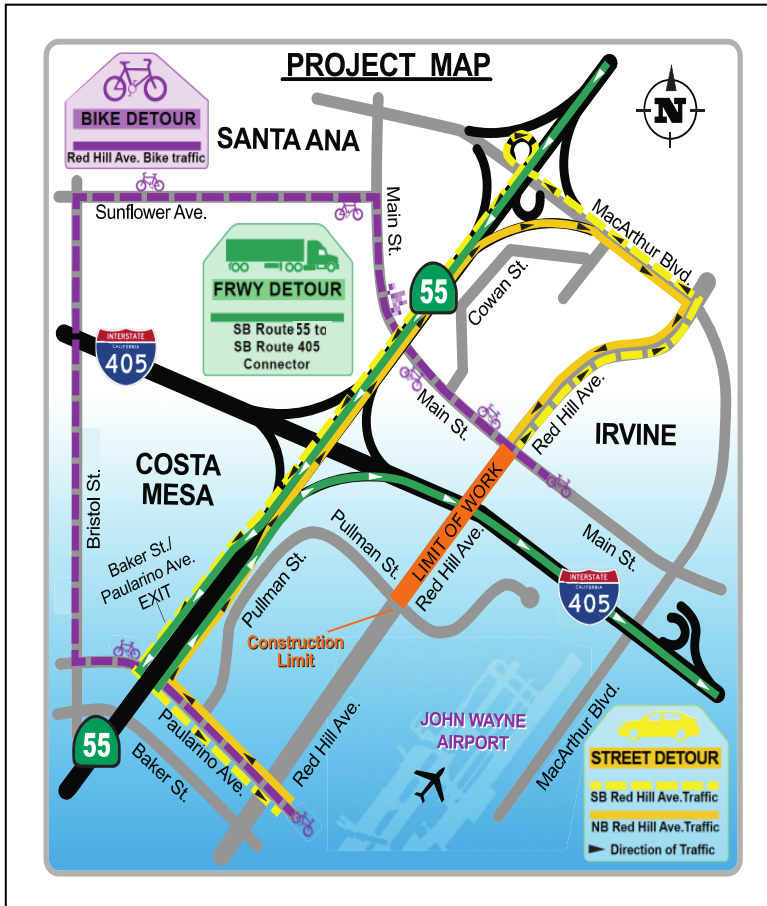 PROJECT MAP
N
BIKE DETOUR
Red Hill Ave. Bike traffic
SANTA ANA
Sunflower Ave.
Main St.
MacArthur Blvd.
FRWY DETOUR
SB Route 55 to
SB Route 405
Connector
55
Cowan St.
INTERSTATE
CALIFORNIA
405
Main St.
Red Hill Ave.
IRVINE
COSTA
MESA
Bristol St.
LIMIT OF WORK
Red Hill Ave.
Main St.
Baker St./
Paularino Ave.
EXIT
Pullman St.
Pullman St.
INTERSTATE
CALIFORNIA
405
Construction
Limit
Red Hill Ave.
MacArthur Blvd.
JOHN WAYNE
AIRPORT
55
Paularino Ave.
Baker St.
STREET DETOUR
SB Red Hill Ave.Traffic
NB Red Hill Ave.Traffic
Direction of Traffic